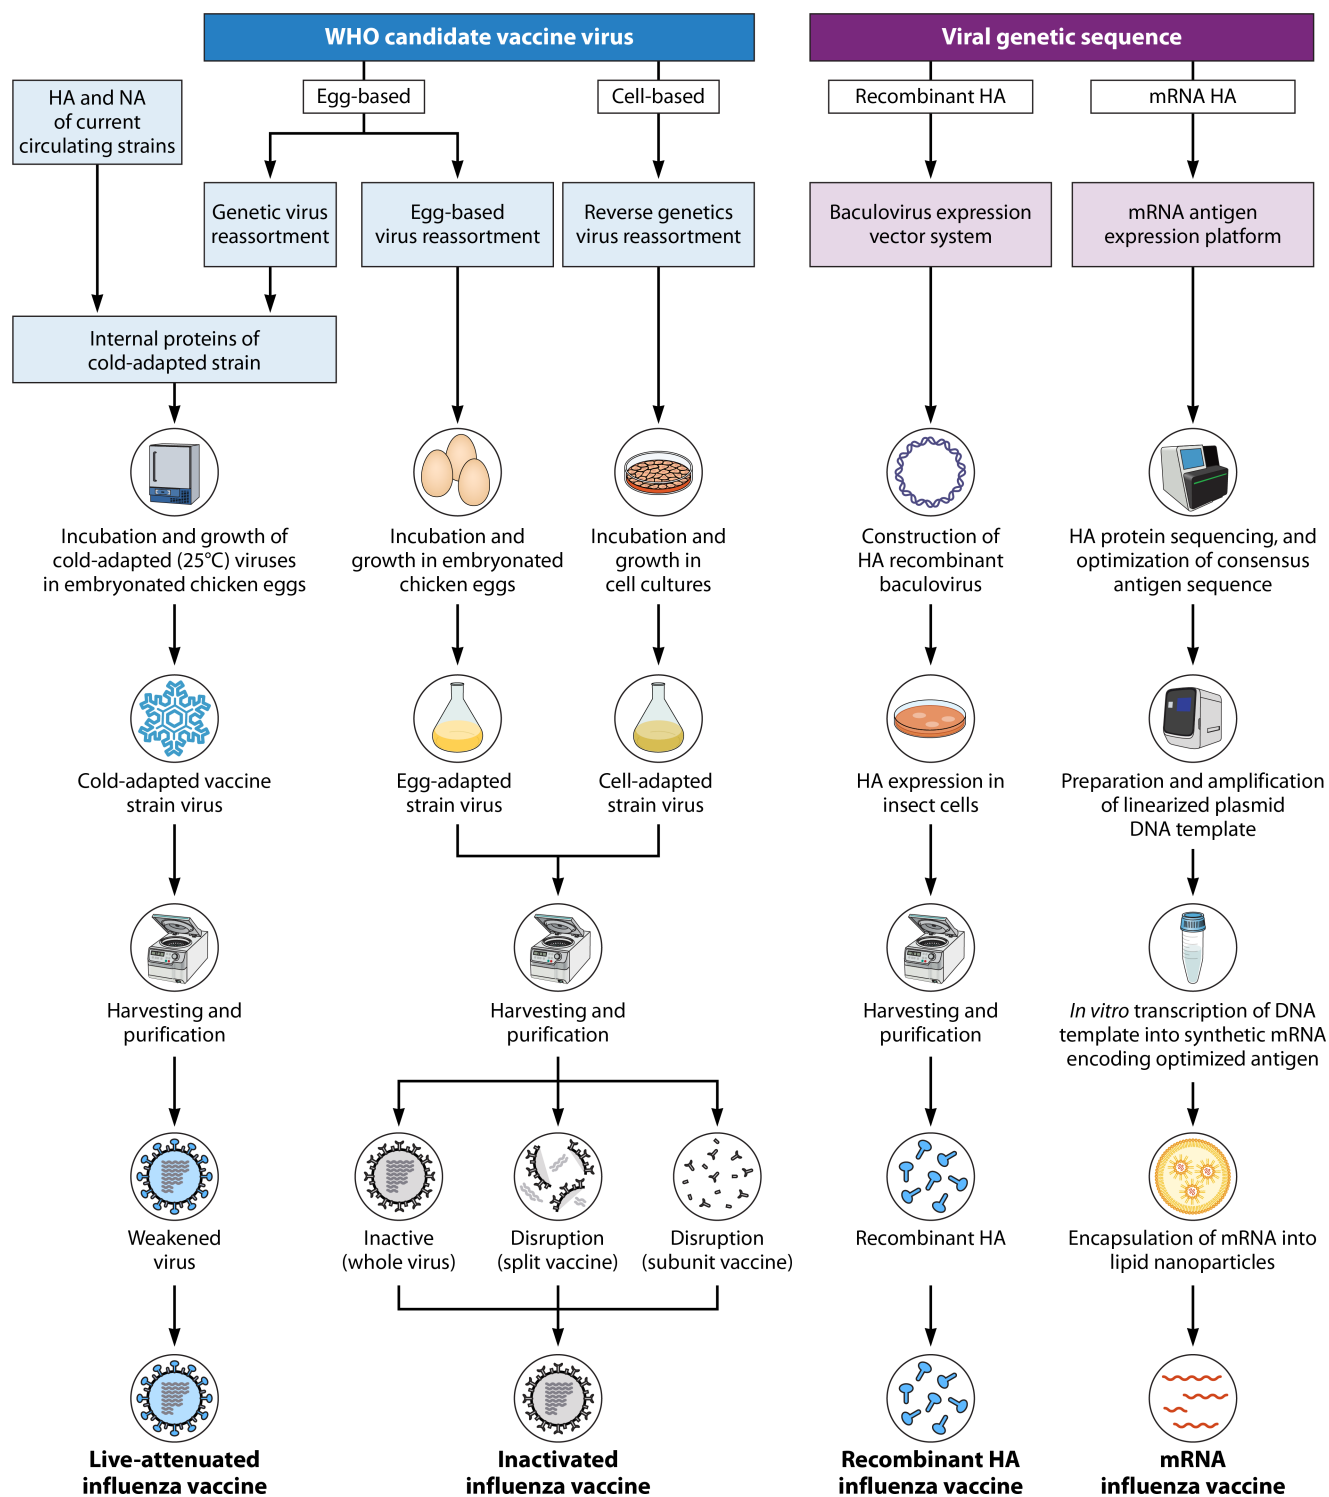 WHO candidate vaccine virus
Viral genetic sequence
HA and NA
of current
circulating strains
Egg-based
Cell-based
Recombinant HA
mRNA HA
Genetic virus
reassortment
Egg-based
virus reassortment
Reverse genetics
virus reassortment
Baculovirus expression
vector system
mRNA antigen
expression platform
Internal proteins of
cold-adapted strain
Incubation and growth of
cold-adapted (25°C) viruses
in embryonated chicken eggs
Incubation and
growth in embryonated
chicken eggs
Incubation and
growth in
cell cultures
Construction of
HA recombinant
baculovirus
HA protein sequencing, and
optimization of consensus
antigen sequence
Cold-adapted vaccine
strain virus
Egg-adapted
strain virus
Cell-adapted
strain virus
HA expression in
insect cells
Preparation and amplification
of linearized plasmid
DNA template
Harvesting and
purification
Harvesting and
purification
Harvesting and
purification
In vitro transcription of DNA
template into synthetic mRNA
encoding optimized antigen
Weakened
virus
Inactive
(whole virus)
Disruption
(split vaccine)
Disruption
(subunit vaccine)
Recombinant HA
Encapsulation of mRNA into
lipid nanoparticles
Live-attenuated
influenza vaccine
Inactivated
influenza vaccine
Recombinant HA
influenza vaccine
mRNA
influenza vaccine